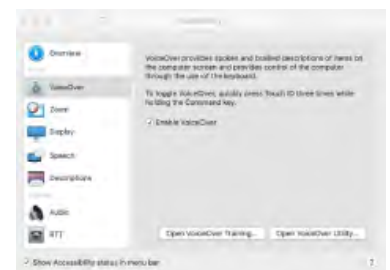 Overview
VoiceOver
Zoom
Display
Speech
Descriptions
Audio
RTT
VoiceOver provides spoken and brailled descriptions of items on
the computer screen and provides control of the computer
through the use of the keyboard.
To toggle VoiceOver, quickly press Touch ID three times while
holding the Command key.
Enable VoiceOver
Open VoiceOver Training...
Open VoiceOver Utility...
Show Accessibility status in menu bar
?